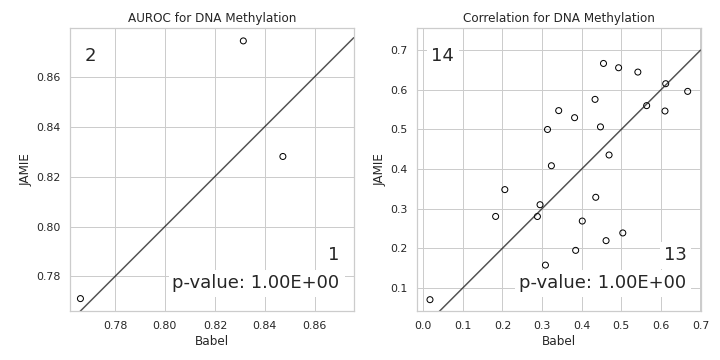 AUROC for DNA Methylation
2
0.86
0.84
0.82
0.80
0.78
JAMIE
1
p-value: 1.00E+00
0.78 0.80 0.82 0.84 0.86
Babel
Correlation for DNA Methylation
14
0.7
0.6
0.5
0.4
0.3
0.2
0.1
JAMIE
13
p-value: 1.00E+00
0.0 0.1 0.2 0.3 0.4 0.5 0.6 0.7
Babel